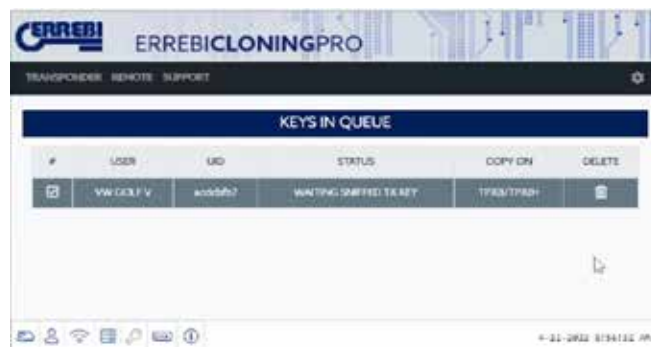 ERREBI
ERREBICLONINGPRO
TRANSPONDER REMOTE SUPPORT
KEYS IN QUEUE
# USER UID STATUS COPY ON DELETE
VW GOLF V WAITING SNIFFED TX KEY